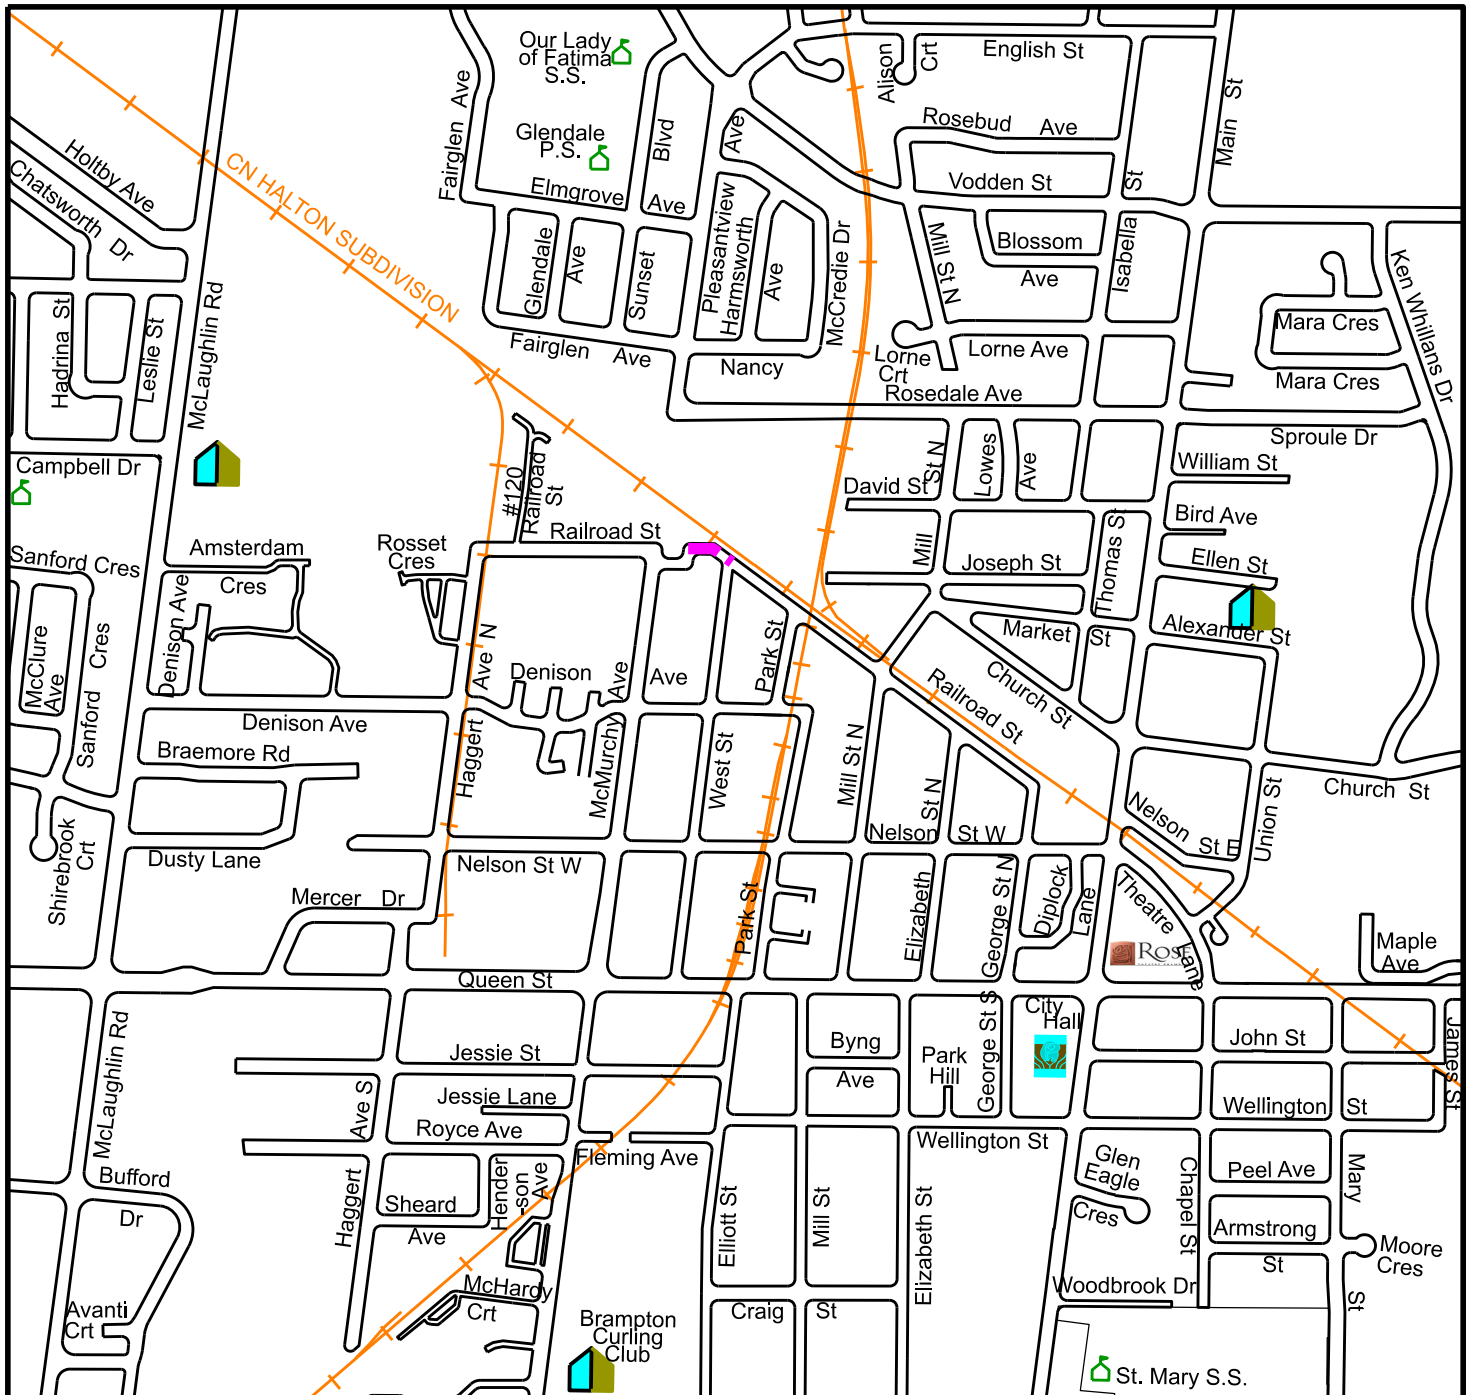 Our Lady
of Fatima
S.S.
Alison
Crt
English St
Main St
Fairglen Ave
Glendale
P.S.
Blvd
Ave
Rosebud Ave
Holtby Ave
Chatsworth Dr
CN HALTON SUBDIVISION
Elmgrove Ave
Vodden St
St
Isabella
Pleasantview
Harmsworth
Ave
McCredie Dr
Mill St N
Blossom
Ave
Glendale
Ave
Sunset
Ken Whillans Dr
Hadrina St
Leslie St
McLaughlin Rd
Fairglen Ave
Nancy
Lorne
Crt
Lorne Ave
Mara Cres
Mara Cres
Rosedale Ave
Sproule Dr
Campbell Dr
#120
Railroad
St
David St
St N
Mill
Lowes
Ave
William St
Bird Ave
Thomas St
Railroad St
Rosset
Cres
Amsterdam
Cres
Sanford Cres
Joseph St
Ellen St
Alexander St
Denison Ave
McClure
Ave
Sanford Cres
Market St
Park St
Church St
Railroad St
Ave N
Haggert
Denison Ave
Ave
McMurchy
Denison Ave
Braemore Rd
West St
Mill St N
St N
Elizabeth
Church St
Nelson St E
Union St
Shirebrook
Crt
Dusty Lane
Nelson St W
Nelson St W
Mercer Dr
Park St
George St N
Diplock
Lane
Theatre Lane
ROSE
Maple
Ave
Queen St
City
Hall
McLaughlin Rd
Jessie St
Byng
Ave
Park
Hill
George St S
John St
James St
Ave S
Haggert
Jessie Lane
Royce Ave
Wellington St
Wellington St
Fleming Ave
Bufford
Dr
Sheard
Ave
Hender
-son
Ave
Elliott St
Mill St
Elizabeth St
Glen
Eagle
Cres
Chapel St
Peel Ave
Mary St
Armstrong
St
Moore
Cres
Woodbrook Dr
McHardy
Crt
Avanti
Crt
Brampton
Curling
Club
Craig St
St. Mary S.S.